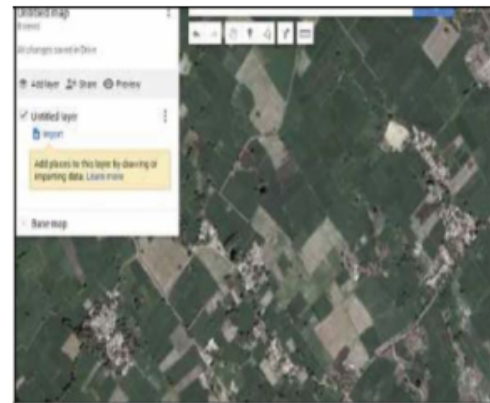 Untitled map
All changes saved in Drive
Add layer Share Preview
Untitled layer
Import
Add places to this layer by drawing or
importing data. Learn more
Base map